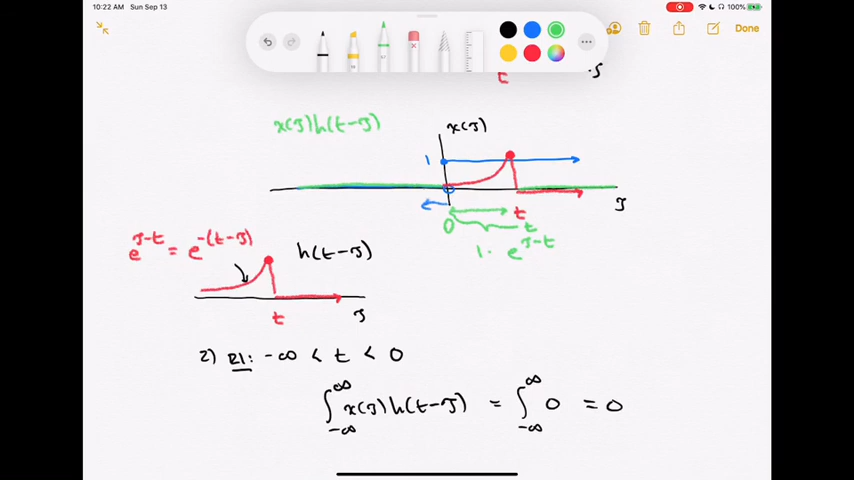 10:22 AM Sun Sep 13
100%
Done
t
τ
x(τ)h(t-τ)
x(τ)
1
τ
0
t
t
1. e^τ-t
e^τ-t = e^-(t-τ)
h(t-τ)
t
τ
2) R1: -∞ < t < 0
∫_-∞^∞ x(τ)h(t-τ) = ∫_-∞^∞ 0 = 0